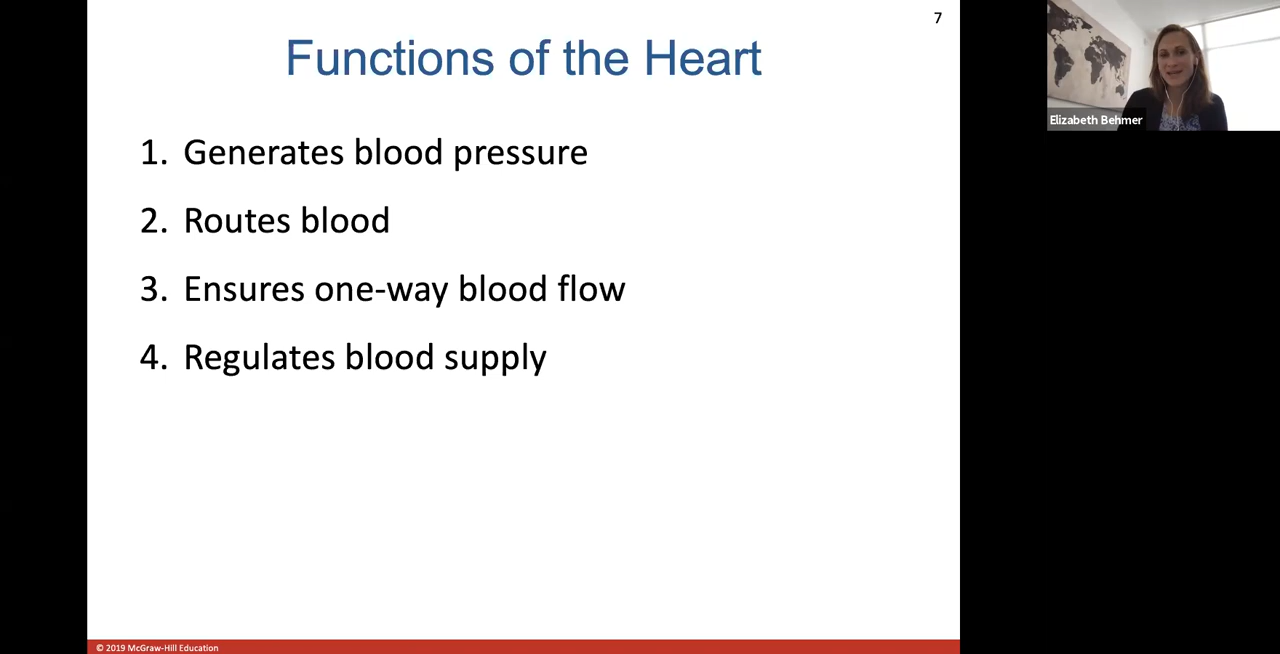 7
Functions of the Heart
1. Generates blood pressure
2. Routes blood
3. Ensures one-way blood flow
4. Regulates blood supply
© 2019 McGraw-Hill Education
Elizabeth Behmer